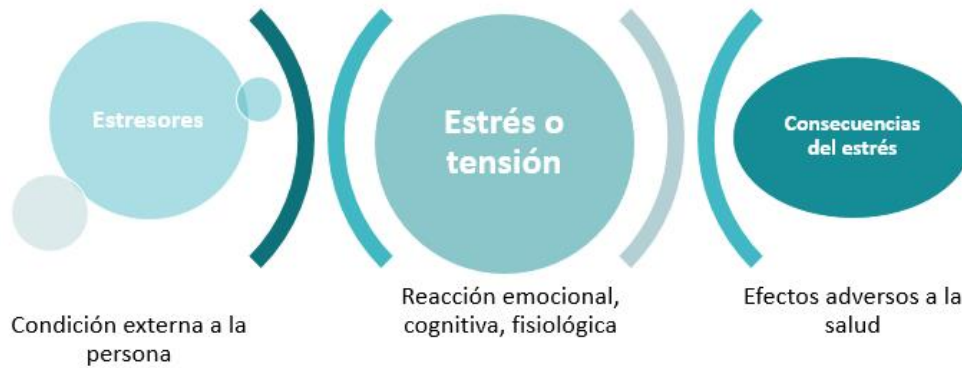 Estresores
Estrés o
tensión
Consecuencias
del estrés
Condición externa a la
persona
Reacción emocional,
cognitiva, fisiológica
Efectos adversos a la
salud